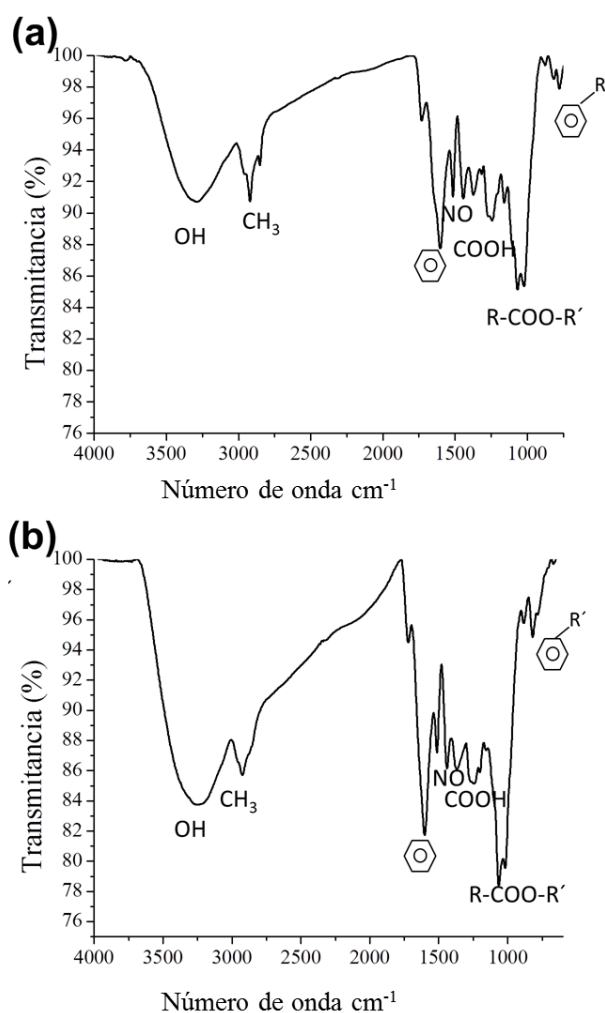 (a)
100
98
96
94
92
90
88
86
84
82
80
78
76
Transmitancia (%)
OH
CH₃
NO
COOH
R-COO-R´
R
4000 3500 3000 2500 2000 1500 1000
Número de onda cm⁻¹
(b)
´
100
98
96
94
92
90
88
86
84
82
80
78
76
Transmitancia (%)
OH
CH₃
NO
COOH
R-COO-R´
R´
4000 3500 3000 2500 2000 1500 1000
Número de onda cm⁻¹